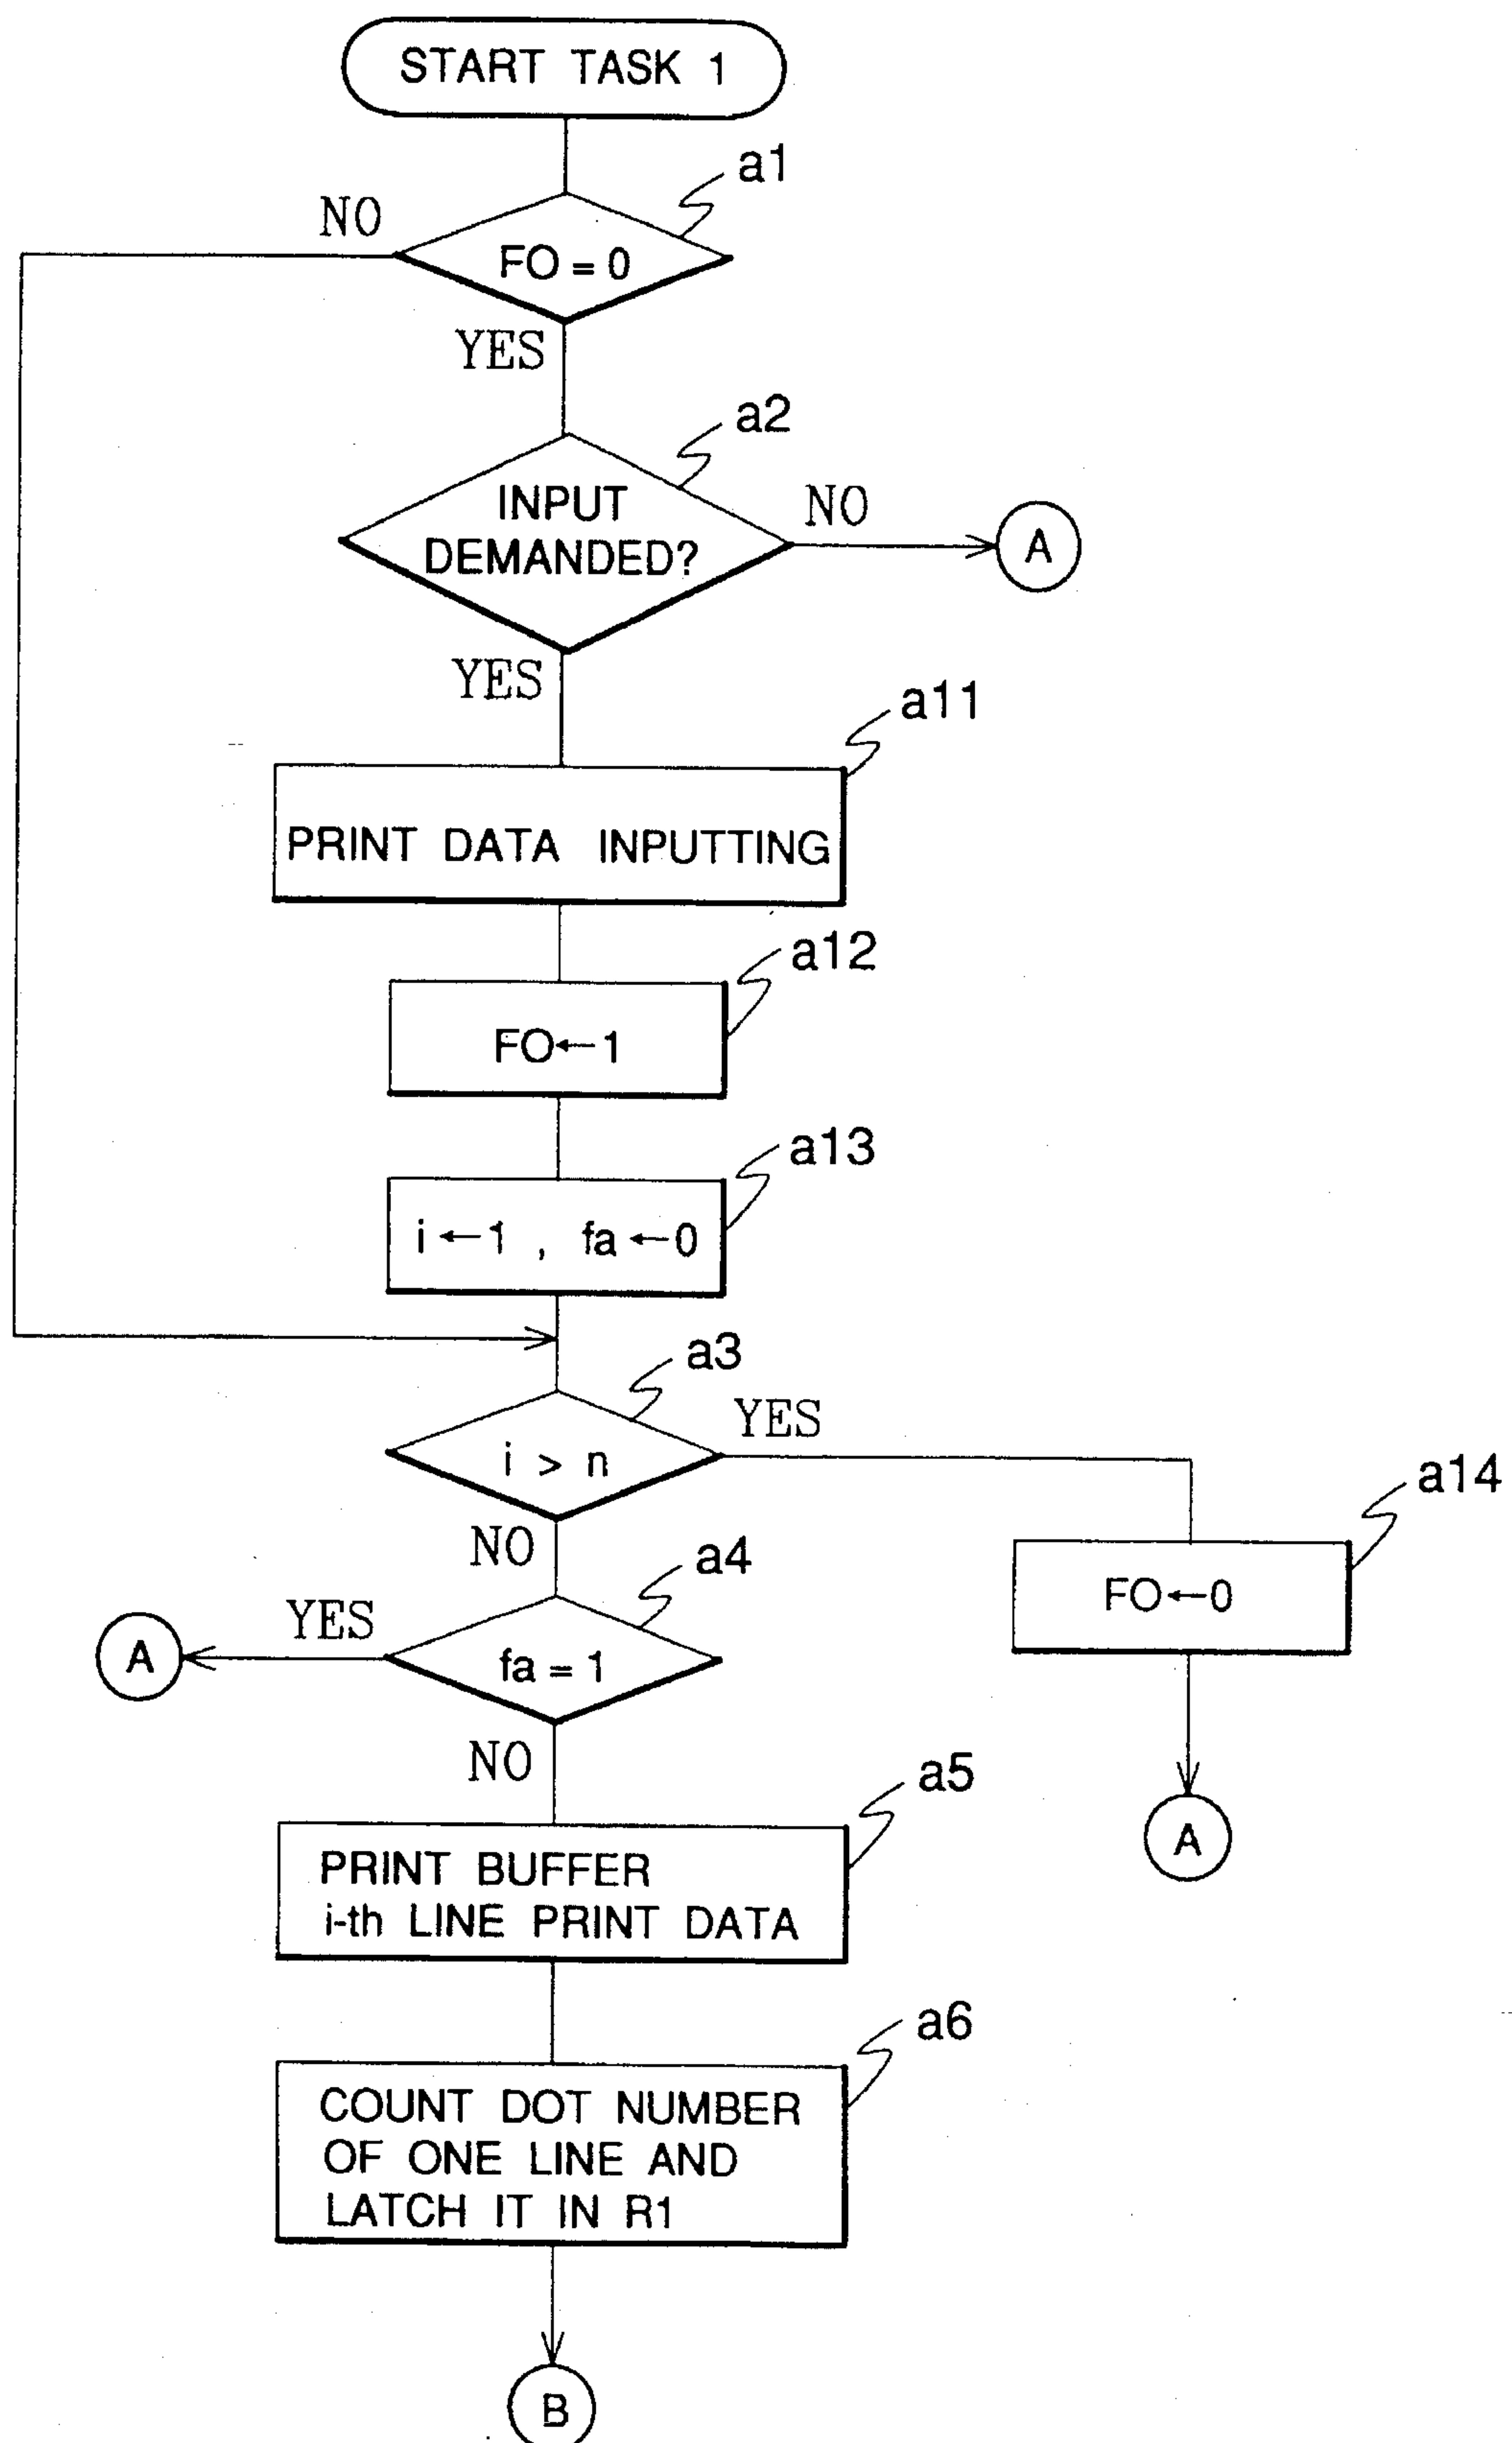 START TASK 1
a1
NO
FO = 0
YES
a2
INPUT
DEMANDED?
NO
A
YES
a11
PRINT DATA INPUTTING
a12
FO←1
a13
i←1 , fa←0
a3
i > n
YES
a14
NO
FO←0
a4
YES
A
fa = 1
NO
A
a5
PRINT BUFFER
i-th LINE PRINT DATA
a6
COUNT DOT NUMBER
OF ONE LINE AND
LATCH IT IN R1
B